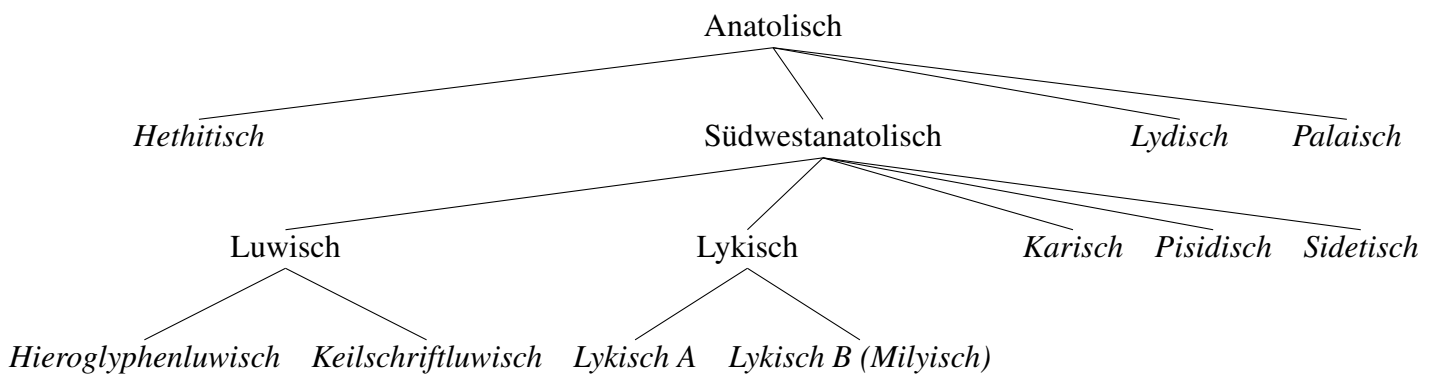 Anatolisch
Hethitisch Südwestanatolisch Lydisch Palaisch
Luwisch Lykisch Karisch Pisidisch Sidetisch
Hieroglyphenluwisch Keilschriftluwisch Lykisch A Lykisch B (Milyisch)